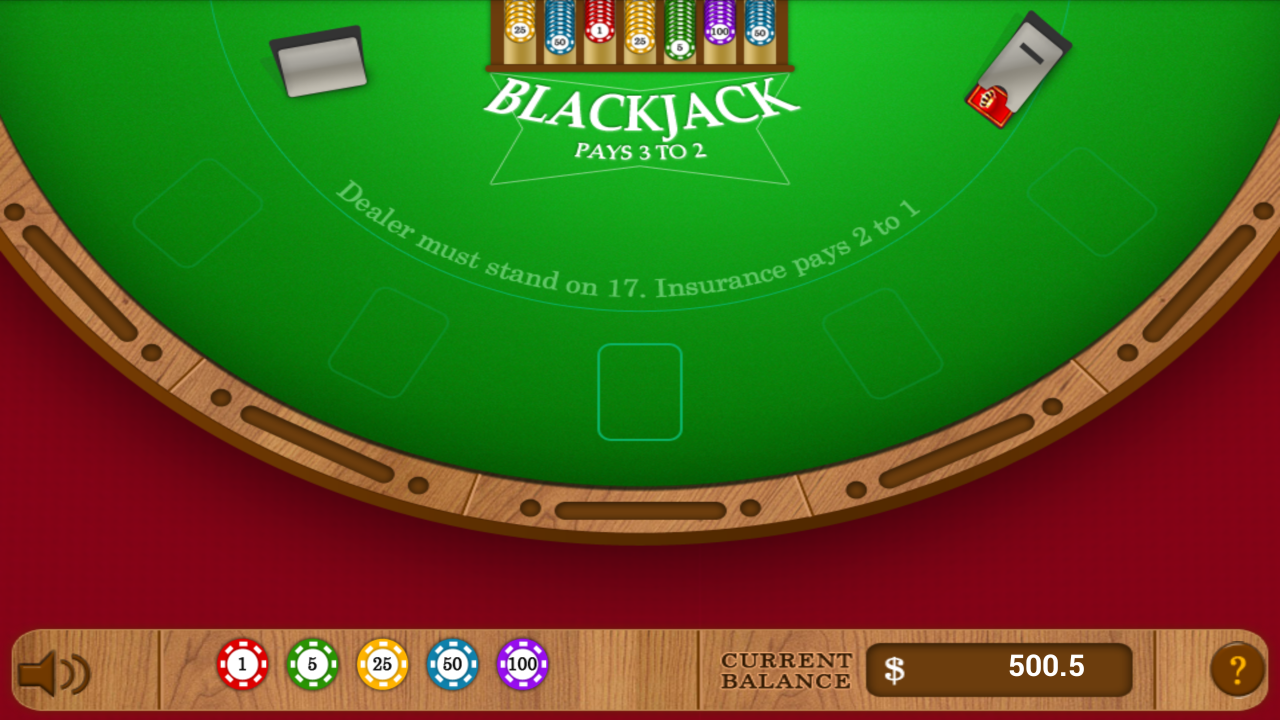 25 50 1 25 5 100 50
BLACKJACK
PAYS 3 TO 2
Dealer must stand on 17. Insurance pays 2 to 1
1 5 25 50 100
CURRENT
BALANCE
$ 500.5
?